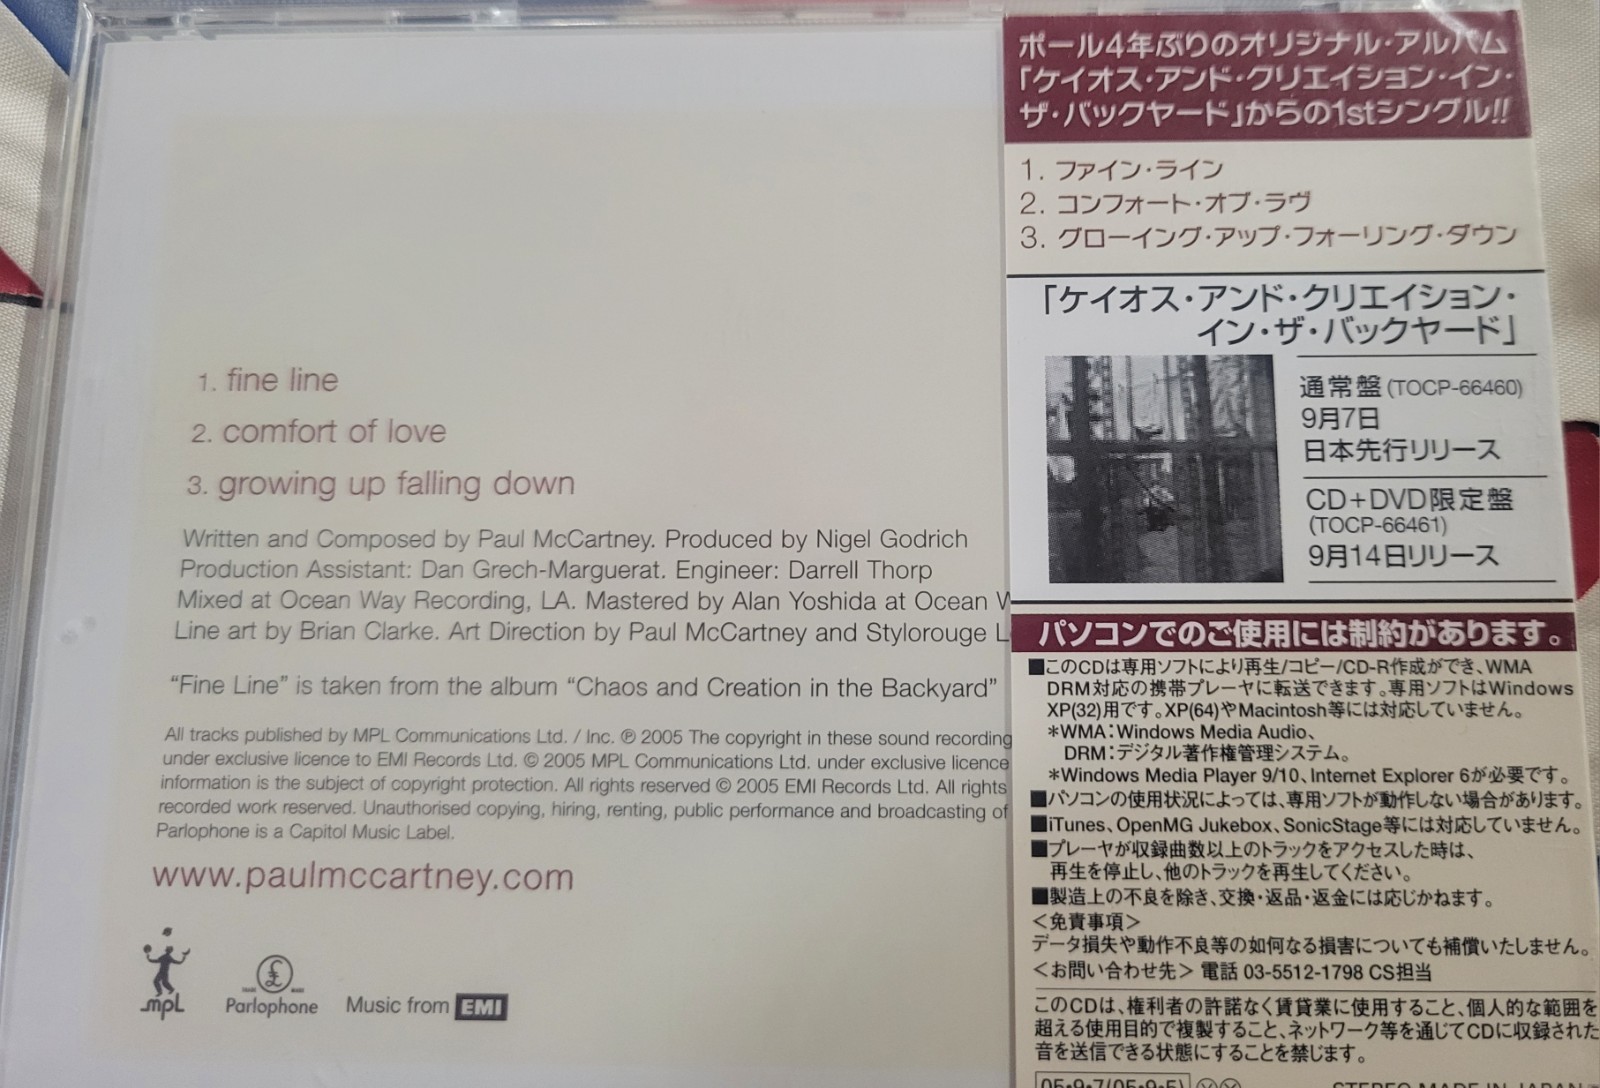 1. fine line
2. comfort of love
3. growing up falling down
Written and Composed by Paul McCartney. Produced by Nigel Godrich
Production Assistant: Dan Grech-Marguerat. Engineer: Darrell Thorp
Mixed at Ocean Way Recording, LA. Mastered by Alan Yoshida at Ocean
Line art by Brian Clarke. Art Direction by Paul McCartney and Stylorouge
“Fine Line” is taken from the album “Chaos and Creation in the Backyard”
All tracks published by MPL Communications Ltd. / Inc. ℗ 2005 The copyright in these sound recording
under exclusive licence to EMI Records Ltd. © 2005 MPL Communications Ltd. under exclusive licence
information is the subject of copyright protection. All rights reserved © 2005 EMI Records Ltd. All rights
recorded work reserved. Unauthorised copying, hiring, renting, public performance and broadcasting of
Parlophone is a Capitol Music Label.
www.paulmccartney.com
mpL
£
Parlophone
Music from EMI
ポール4年ぶりのオリジナル・アルバム
「ケイオス・アンド・クリエイション・イン・
ザ・バックヤード」からの1stシングル!!
1. ファイン・ライン
2. コンフォート・オブ・ラヴ
3. グローイング・アップ・フォーリング・ダウン
「ケイオス・アンド・クリエイション・
イン・ザ・バックヤード」
通常盤(TOCP-66460)
9月7日
日本先行リリース
CD+DVD限定盤
(TOCP-66461)
9月14日リリース
パソコンでのご使用には制約があります。
■このCDは専用ソフトにより再生/コピー/CD-R作成ができ、WMA
DRM対応の携帯プレーヤに転送できます。専用ソフトはWindows
XP(32)用です。XP(64)やMacintosh等には対応していません。
*WMA:Windows Media Audio、
DRM:デジタル著作権管理システム。
*Windows Media Player 9/10、Internet Explorer 6が必要です。
■パソコンの使用状況によっては、専用ソフトが動作しない場合があります。
■iTunes、OpenMG Jukebox、SonicStage等には対応していません。
■プレーヤが収録曲数以上のトラックをアクセスした時は、
再生を停止し、他のトラックを再生してください。
■製造上の不良を除き、交換・返品・返金には応じかねます。
<免責事項>
データ損失や動作不良等の如何なる損害についても補償いたしません。
<お問い合わせ先> 電話 03-5512-1798 CS担当
このCDは、権利者の許諾なく賃貸業に使用すること、個人的な範囲を
超える使用目的で複製すること、ネットワーク等を通じてCDに収録された
音を送信できる状態にすることを禁じます。
05・9・7(05・9・5) Ⓥ Ⓨ STEREO MADE IN JAPAN